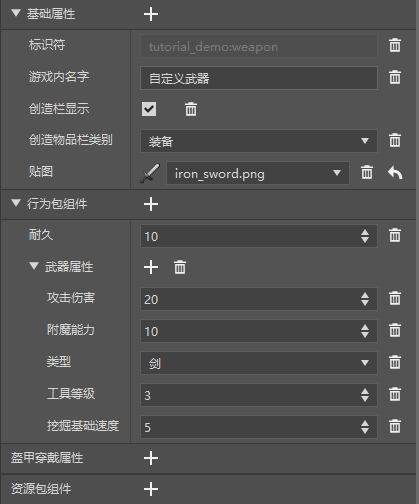 基础属性
标识符 tutorial_demo:weapon
游戏内名字 自定义武器
创造栏显示
创造物品栏类别 装备
贴图 iron_sword.png
行为包组件
耐久 10
武器属性
攻击伤害 20
附魔能力 10
类型 剑
工具等级 3
挖掘基础速度 5
盔甲穿戴属性
资源包组件